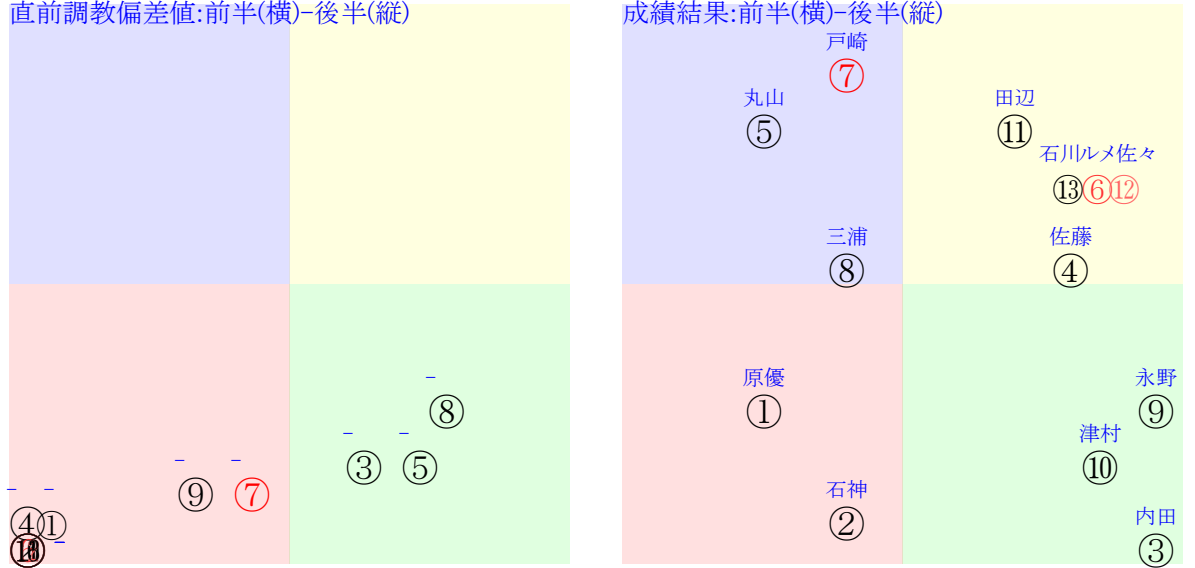 直前調教偏差値:前半(横)-後半(縦)
⑧
③
⑤
⑨
⑦
④
①
成績結果:前半(横)-後半(縦)
戸崎
⑦
丸山
⑤
田辺
⑪
石川ルメ佐々
⑬⑥⑫
三浦
⑧
佐藤
④
原優
①
永野
⑨
津村
⑩
石神
②
内田
③